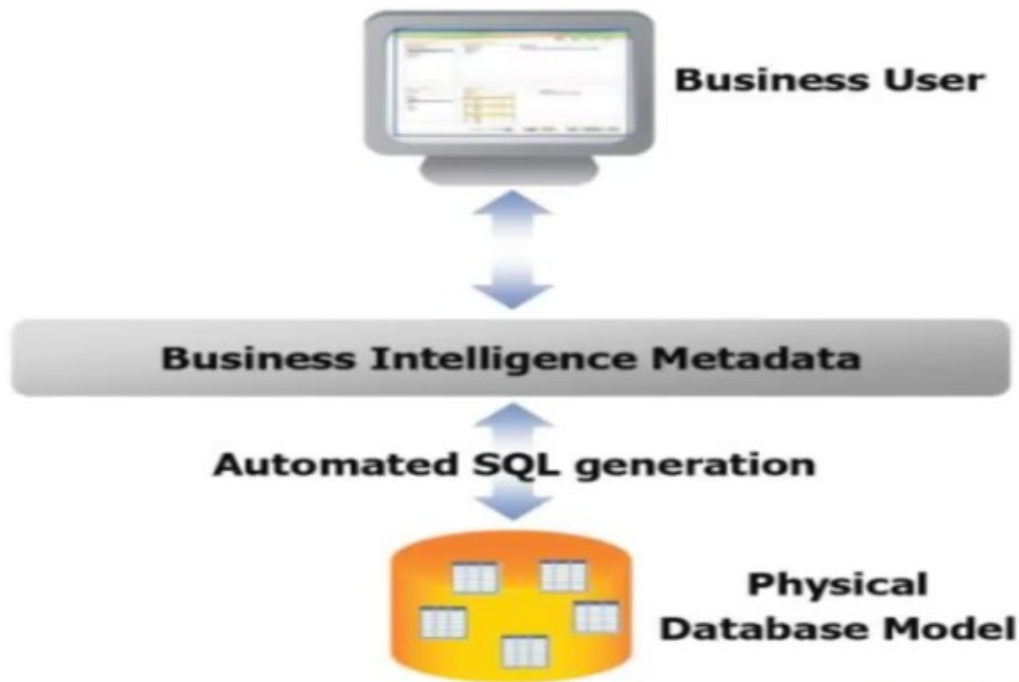 Business User
Business Intelligence Metadata
Automated SQL generation
Physical
Database Model